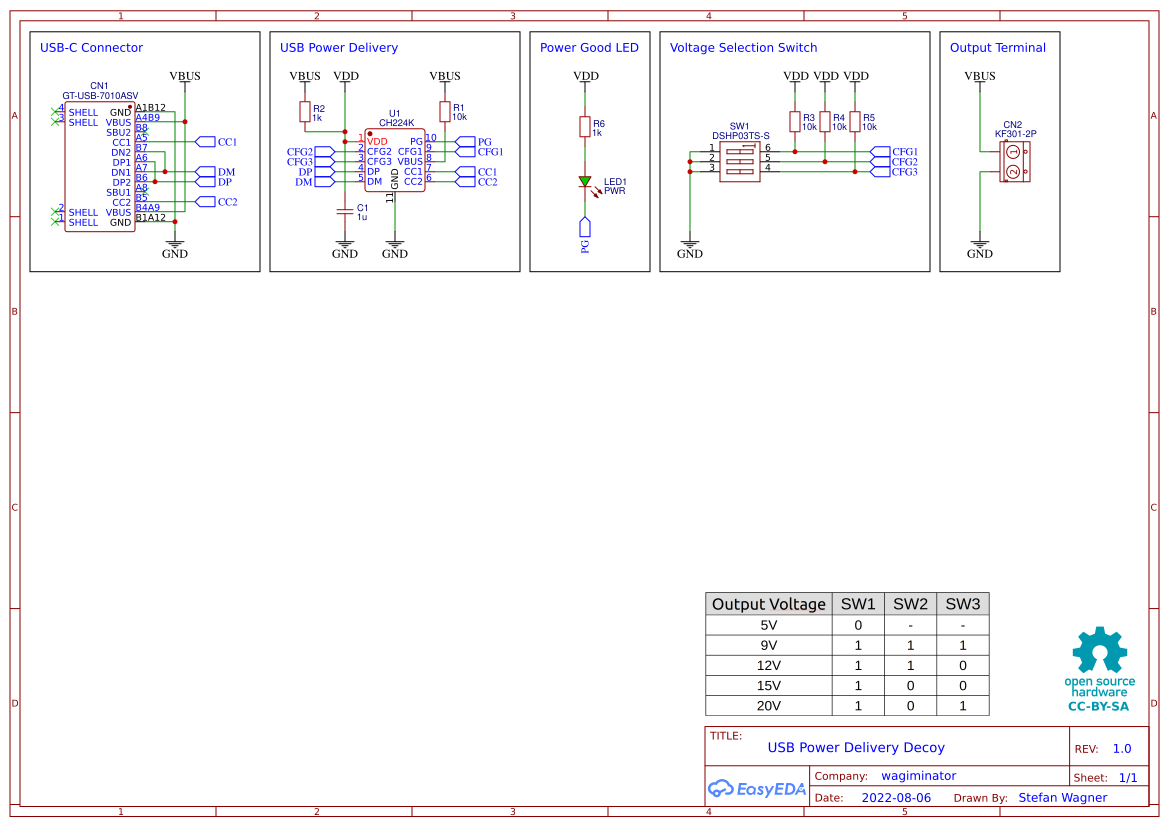 1 2 3 4 5
A
B
C
D
USB-C Connector
CN1
GT-USB-7010ASV
VBUS
4 SHELL GND A1B12
3 SHELL VBUS A4B9
SBU2 B8
CC1 A5 CC1
DN2 B7
DP1 A6
DN1 A7 DM
DP2 B6 DP
SBU1 A8
CC2 B5 CC2
2 SHELL VBUS B4A9
1 SHELL GND B1A12
GND
USB Power Delivery
VBUS VDD VBUS
R2
1k
U1
CH224K
R1
10k
1 VDD PG 10 PG
CFG2 2 CFG2 CFG1 9 CFG1
CFG3 3 CFG3 VBUS 8
DP 4 DP CC1 7 CC1
DM 5 DM CC2 6 CC2
GND
11
C1
1u
GND GND
Power Good LED
VDD
R6
1k
LED1
PWR
PG
Voltage Selection Switch
VDD VDD VDD
R3
10k
R4
10k
R5
10k
SW1
DSHP03TS-S
1 6 CFG1
2 5 CFG2
3 4 CFG3
GND
Output Terminal
VBUS
CN2
KF301-2P
1
2
GND
Output Voltage SW1 SW2 SW3
5V 0 - -
9V 1 1 1
12V 1 1 0
15V 1 0 0
20V 1 0 1
open source
hardware
CC-BY-SA
TITLE:
USB Power Delivery Decoy
REV: 1.0
EasyEDA
Company: wagiminator
Sheet: 1/1
Date: 2022-08-06 Drawn By: Stefan Wagner
A
B
C
D
1 2 3 4 5